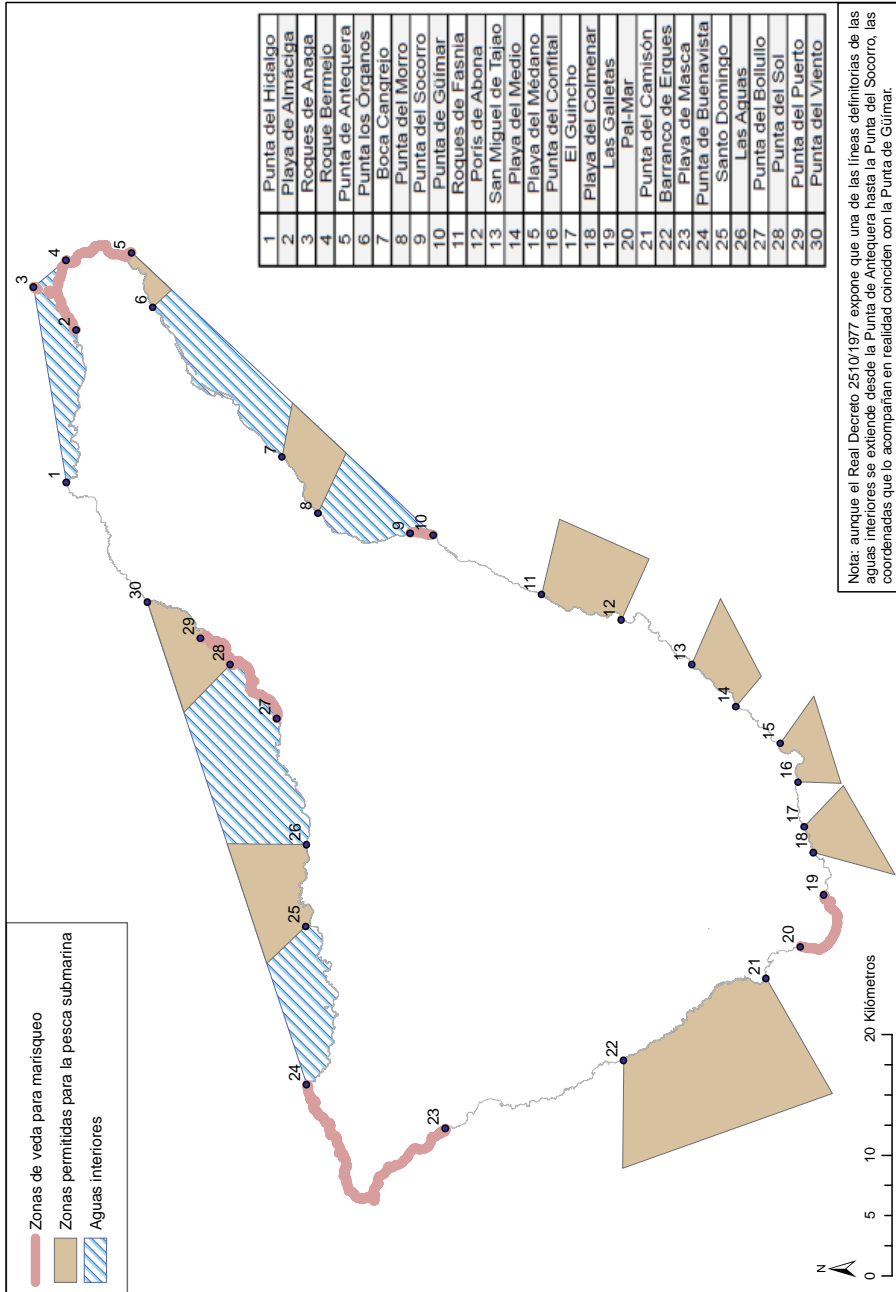 Zonas de veda para marisqueo
Zonas permitidas para la pesca submarina
Aguas interiores
1 Punta del Hidalgo
2 Playa de Almáciga
3 Roques de Anaga
4 Roque Bermejo
5 Punta de Antequera
6 Punta los Órganos
7 Boca Cangrejo
8 Punta del Morro
9 Punta del Socorro
10 Punta de Guimar
11 Roques de Fasnia
12 Porís de Abona
13 San Miguel de Tajao
14 Playa del Medio
15 Playa del Médano
16 Punta del Confital
17 El Guincho
18 Playa del Colmenar
19 Las Galletas
20 Pal-Mar
21 Punta del Camisón
22 Barranco de Erques
23 Playa de Masca
24 Punta de Buenavista
25 Santo Domingo
26 Las Aguas
27 Punta del Bollullo
28 Punta del Sol
29 Punta del Puerto
30 Punta del Viento
1
2
3
4
5
6
7
8
9
10
11
12
13
14
15
16
17
18
19
20
21
22
23
24
25
26
27
28
29
30
N
0 5 10 20 Kilómetros
Nota: aunque el Real Decreto 2510/1977 expone que una de las líneas definitorias de las
aguas interiores se extiende desde la Punta de Antequera hasta la Punta del Socorro, las
coordenadas que lo acompañan en realidad coinciden con la Punta de Güímar.